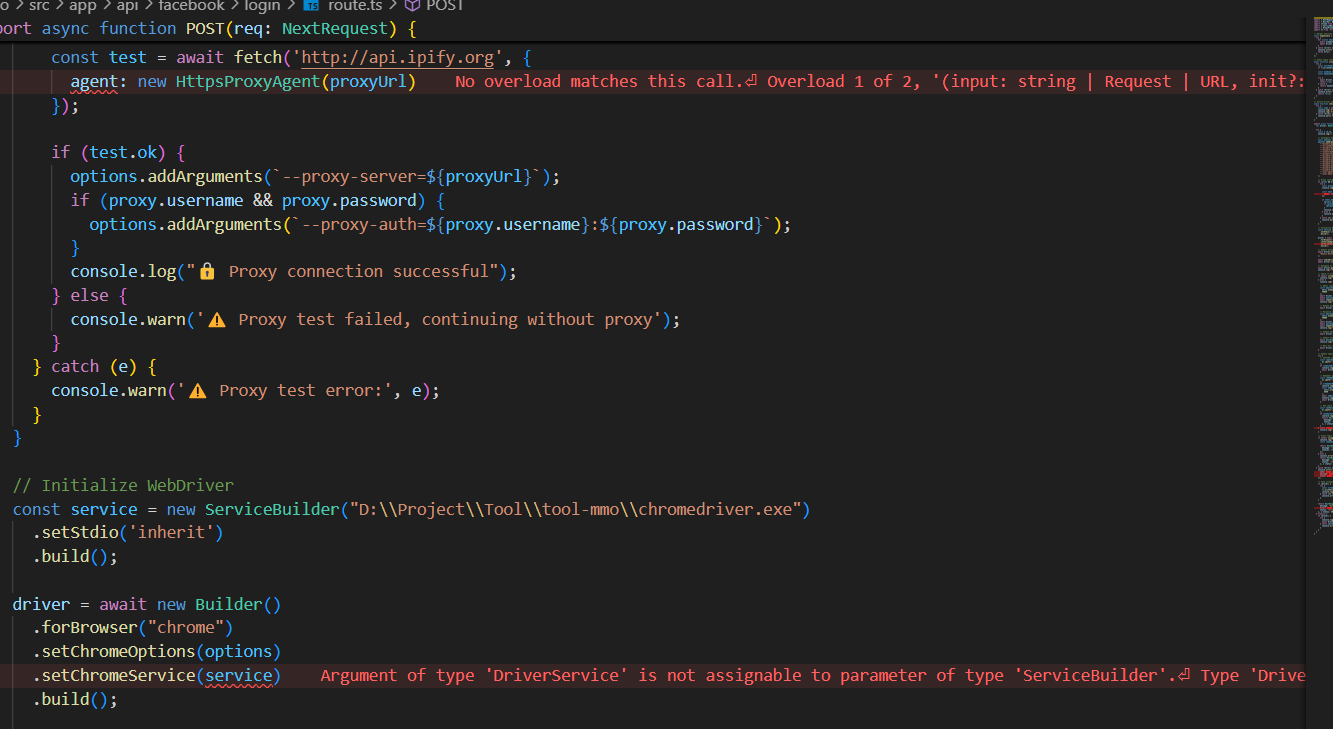 o > src > app > api > facebook > login > TS route.ts > POST
port async function POST(req: NextRequest) {
const test = await fetch('http://api.ipify.org', {
agent: new HttpsProxyAgent(proxyUrl) No overload matches this call.⏎ Overload 1 of 2, '(input: string | Request | URL, init?:
});
if (test.ok) {
options.addArguments(`--proxy-server=${proxyUrl}`);
if (proxy.username && proxy.password) {
options.addArguments(`--proxy-auth=${proxy.username}:${proxy.password}`);
}
console.log("🔒 Proxy connection successful");
} else {
console.warn('⚠️ Proxy test failed, continuing without proxy');
}
} catch (e) {
console.warn('⚠️ Proxy test error:', e);
}
}
// Initialize WebDriver
const service = new ServiceBuilder("D:\\Project\\Tool\\tool-mmo\\chromedriver.exe")
.setStdio('inherit')
.build();
driver = await new Builder()
.forBrowser("chrome")
.setChromeOptions(options)
.setChromeService(service) Argument of type 'DriverService' is not assignable to parameter of type 'ServiceBuilder'.⏎ Type 'Drive
.build();